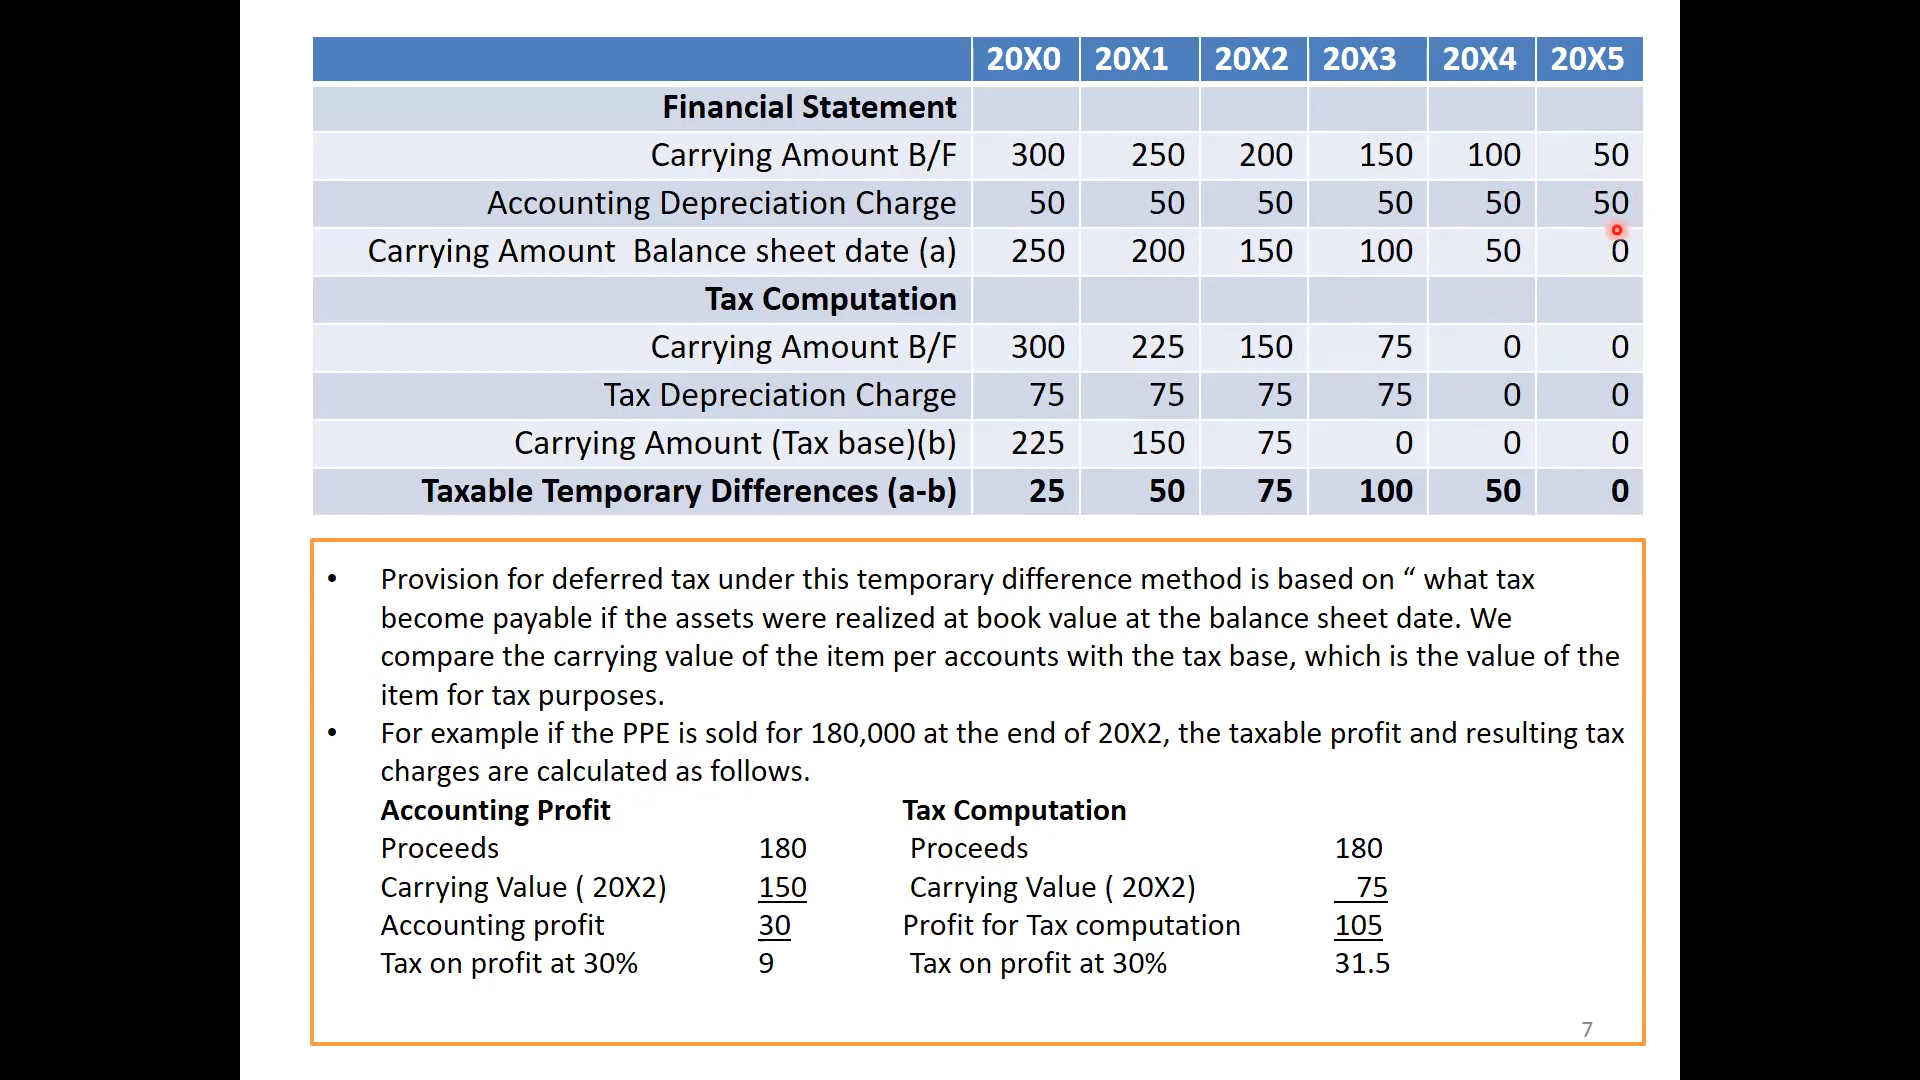 20X0 20X1 20X2 20X3 20X4 20X5
Financial Statement
Carrying Amount B/F 300 250 200 150 100 50
Accounting Depreciation Charge 50 50 50 50 50 50
Carrying Amount Balance sheet date (a) 250 200 150 100 50 0
Tax Computation
Carrying Amount B/F 300 225 150 75 0 0
Tax Depreciation Charge 75 75 75 75 0 0
Carrying Amount (Tax base)(b) 225 150 75 0 0 0
Taxable Temporary Differences (a-b) 25 50 75 100 50 0
• Provision for deferred tax under this temporary difference method is based on “ what tax
become payable if the assets were realized at book value at the balance sheet date. We
compare the carrying value of the item per accounts with the tax base, which is the value of the
item for tax purposes.
• For example if the PPE is sold for 180,000 at the end of 20X2, the taxable profit and resulting tax
charges are calculated as follows.
Accounting Profit Tax Computation
Proceeds 180 Proceeds 180
Carrying Value ( 20X2) 150 Carrying Value ( 20X2) 75
Accounting profit 30 Profit for Tax computation 105
Tax on profit at 30% 9 Tax on profit at 30% 31.5
7